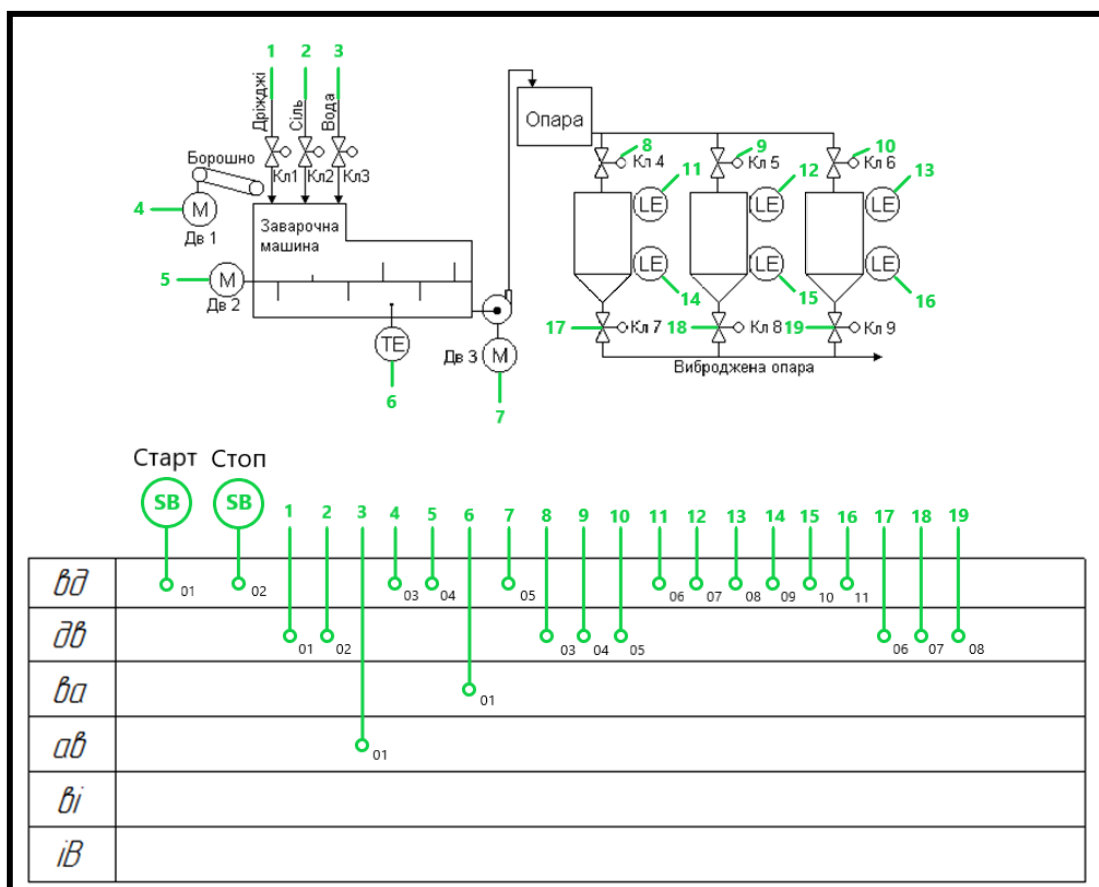 1 2 3
Дріжджі
Сіль
Вода
Борошно
Кл1 Кл2 Кл3
4 М
Дв 1
Заварочна
машина
5 М
Дв 2
ТЕ
6
Дв 3 М
7
Опара
8 9 10
Кл 4 Кл 5 Кл 6
11 12 13
LE LE LE
LE LE LE
14 15 16
17 Кл 7 18 Кл 8 19 Кл 9
Виброджена опара
Старт Стоп
SB SB
1 2 3 4 5 6 7 8 9 10 11 12 13 14 15 16 17 18 19
вд 01 02 03 04 05 06 07 08 09 10 11
дв 01 02 03 04 05 06 07 08
ва 01
ав 01
ві
іВ